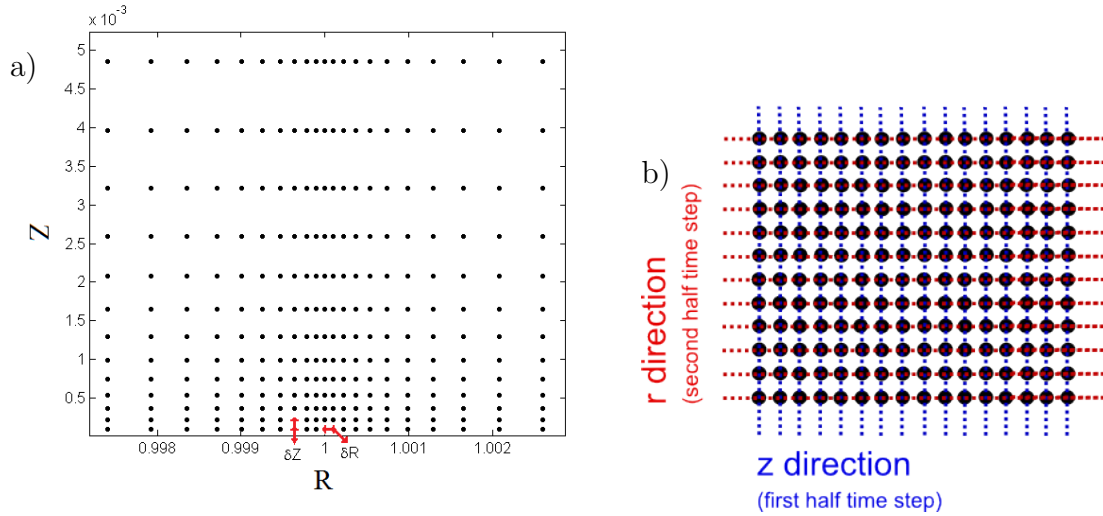 a)
x 10⁻³
5
4.5
4
3.5
3
2.5
2
1.5
1
0.5
Z
0.998
0.999
1
1.001
1.002
δZ
δR
R
b)
r direction
(second half time step)
z direction
(first half time step)